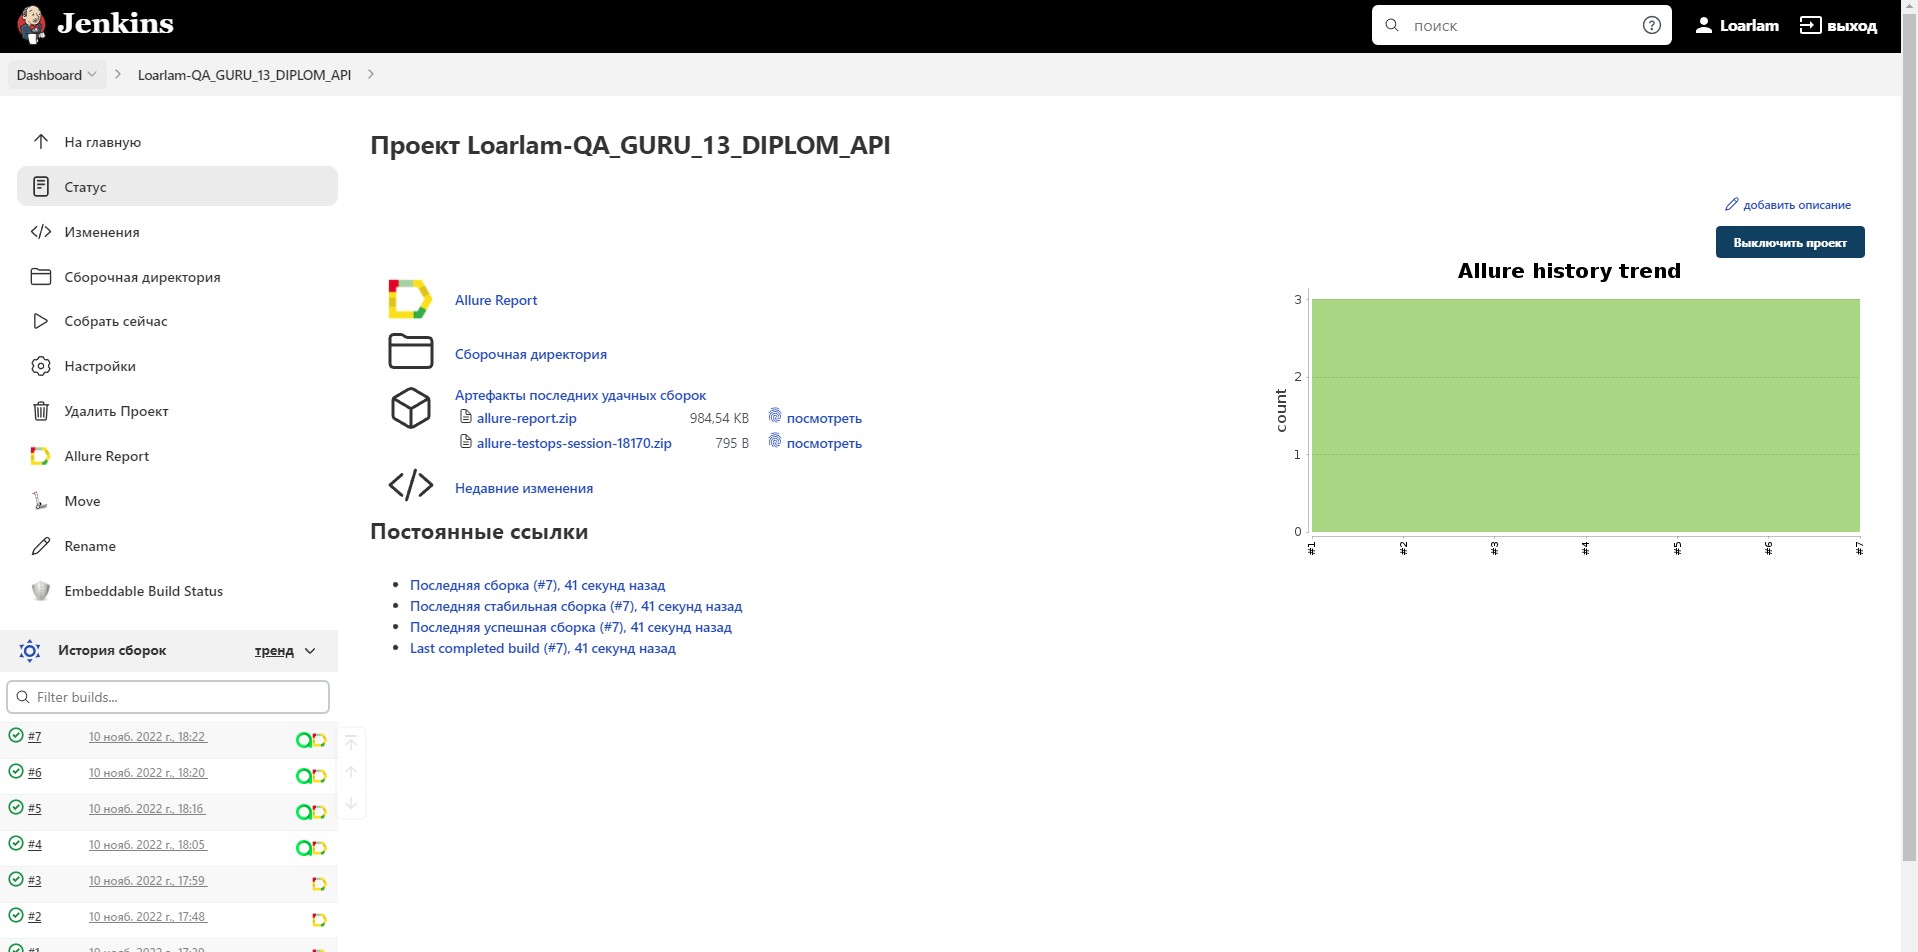 Jenkins
поиск
Loarlam
выход
Dashboard
Loarlam-QA_GURU_13_DIPLOM_API
На главную
Статус
Изменения
Сборочная директория
Собрать сейчас
Настройки
Удалить Проект
Allure Report
Move
Rename
Embeddable Build Status
История сборок тренд
Filter builds...
#7 10 нояб. 2022 г., 18:22
#6 10 нояб. 2022 г., 18:20
#5 10 нояб. 2022 г., 18:16
#4 10 нояб. 2022 г., 18:05
#3 10 нояб. 2022 г., 17:59
#2 10 нояб. 2022 г., 17:48
Проект Loarlam-QA_GURU_13_DIPLOM_API
добавить описание
Выключить проект
Allure Report
Сборочная директория
Артефакты последних удачных сборок
allure-report.zip 984,54 KB посмотреть
allure-testops-session-18170.zip 795 B посмотреть
Недавние изменения
Постоянные ссылки
Последняя сборка (#7), 41 секунд назад
Последняя стабильная сборка (#7), 41 секунд назад
Последняя успешная сборка (#7), 41 секунд назад
Last completed build (#7), 41 секунд назад
Allure history trend
count
3
2
1
0
#1 #2 #3 #4 #5 #6 #7